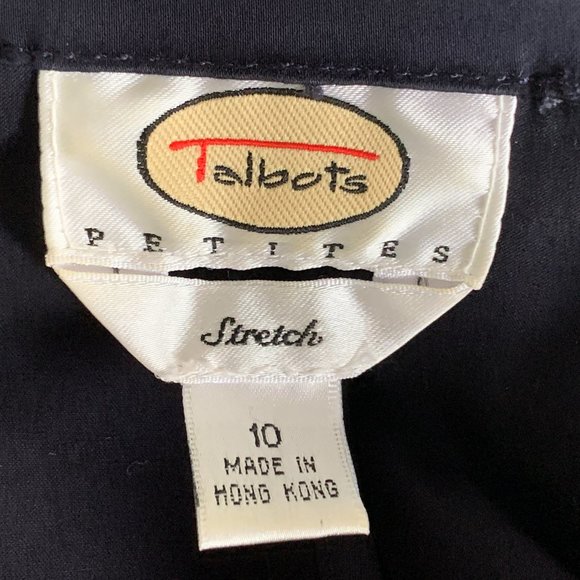 Talbots
PETITES
Stretch
10
MADE IN
HONG KONG